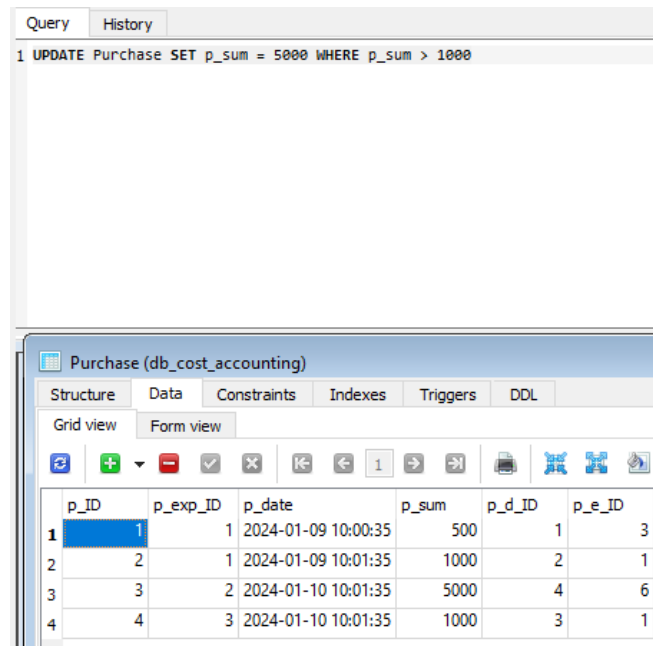 Query History
1 UPDATE Purchase SET p_sum = 5000 WHERE p_sum > 1000
Purchase (db_cost_accounting)
Structure Data Constraints Indexes Triggers DDL
Grid view Form view
1
p_ID p_exp_ID p_date p_sum p_d_ID p_e_ID
1 1 1 2024-01-09 10:00:35 500 1 3
2 2 1 2024-01-09 10:01:35 1000 2 1
3 3 2 2024-01-10 10:01:35 5000 4 6
4 4 3 2024-01-10 10:01:35 1000 3 1